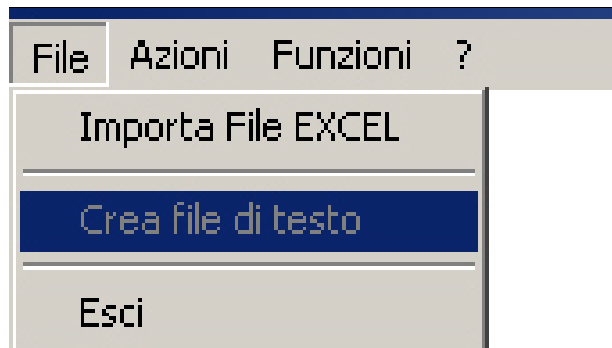 File Azioni Funzioni ?
Importa File EXCEL
Crea file di testo
Esci